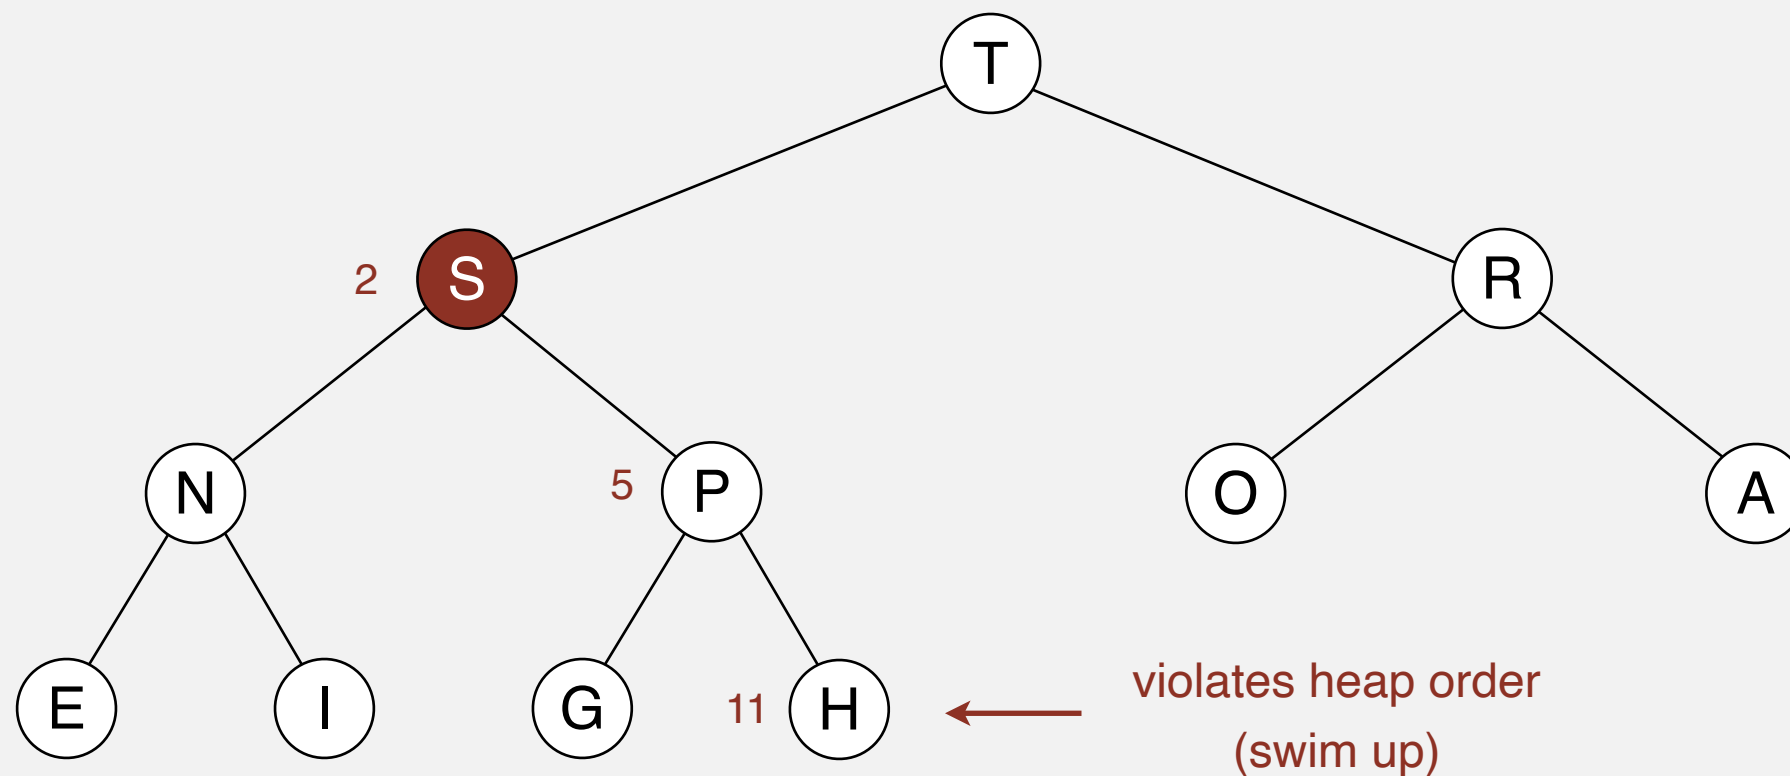 T
2 S R
N 5 P O A
E I G 11 H
violates heap order
(swim up)